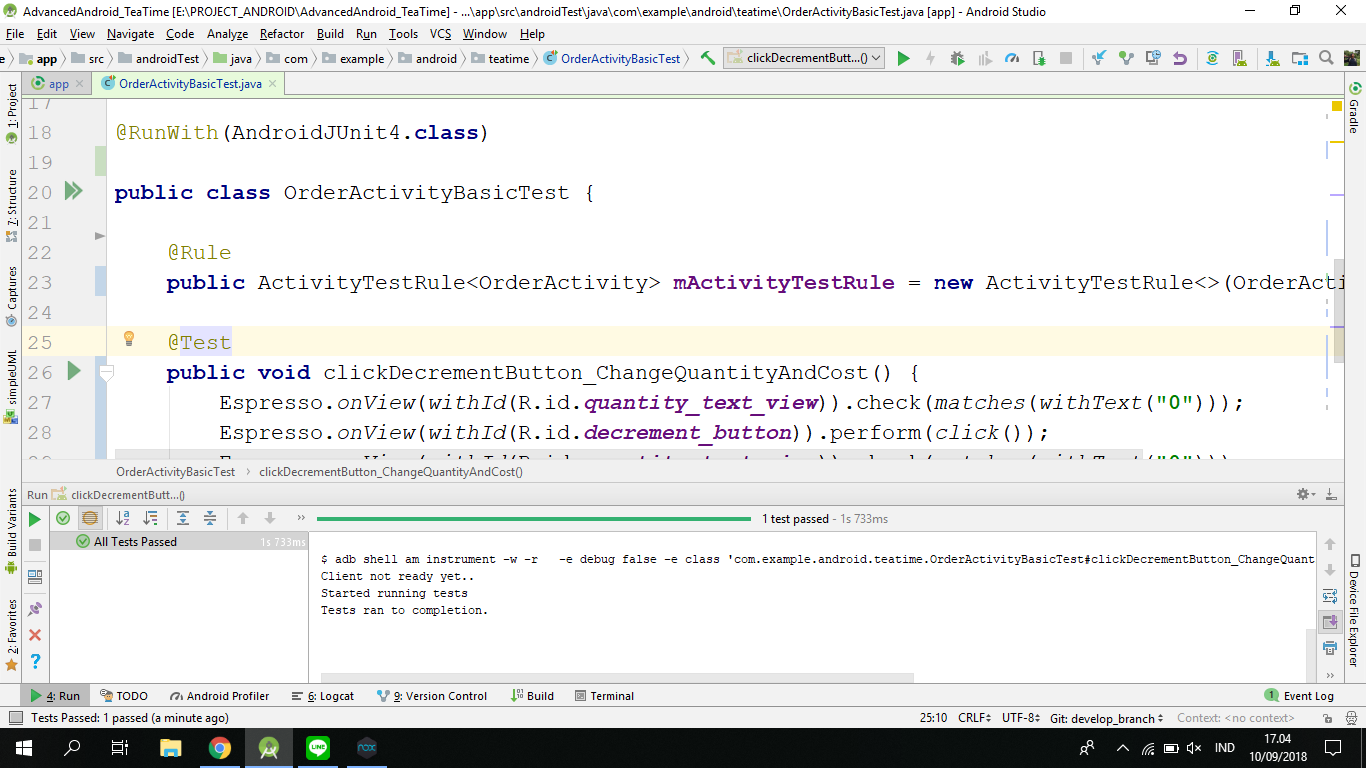 AdvancedAndroid_TeaTime [E:\PROJECT_ANDROID\AdvancedAndroid_TeaTime] - ...\app\src\androidTest\java\com\example\android\teatime\OrderActivityBasicTest.java [app] - Android Studio
File Edit View Navigate Code Analyze Refactor Build Run Tools VCS Window Help
e app src androidTest java com example android teatime OrderActivityBasicTest clickDecrementButt...()
app OrderActivityBasicTest.java
1: Project
7: Structure
Captures
simpleUML
Build Variants
2: Favorites
17
18 @RunWith(AndroidJUnit4.class)
19
20 public class OrderActivityBasicTest {
21
22 @Rule
23 public ActivityTestRule<OrderActivity> mActivityTestRule = new ActivityTestRule<>(OrderActi
24
25 @Test
26 public void clickDecrementButton_ChangeQuantityAndCost() {
27 Espresso.onView(withId(R.id.quantity_text_view)).check(matches(withText("0")));
28 Espresso.onView(withId(R.id.decrement_button)).perform(click());
OrderActivityBasicTest › clickDecrementButton_ChangeQuantityAndCost()
Run clickDecrementButt...()
1 test passed - 1s 733ms
All Tests Passed 1s 733ms
$ adb shell am instrument -w -r -e debug false -e class 'com.example.android.teatime.OrderActivityBasicTest#clickDecrementButton_ChangeQuant
Client not ready yet..
Started running tests
Tests ran to completion.
Gradle
Device File Explorer
4: Run TODO Android Profiler 6: Logcat 9: Version Control Build Terminal 1 Event Log
Tests Passed: 1 passed (a minute ago) 25:10 CRLF UTF-8 Git: develop_branch Context: <no context>
LINE nox IND 17.04
10/09/2018